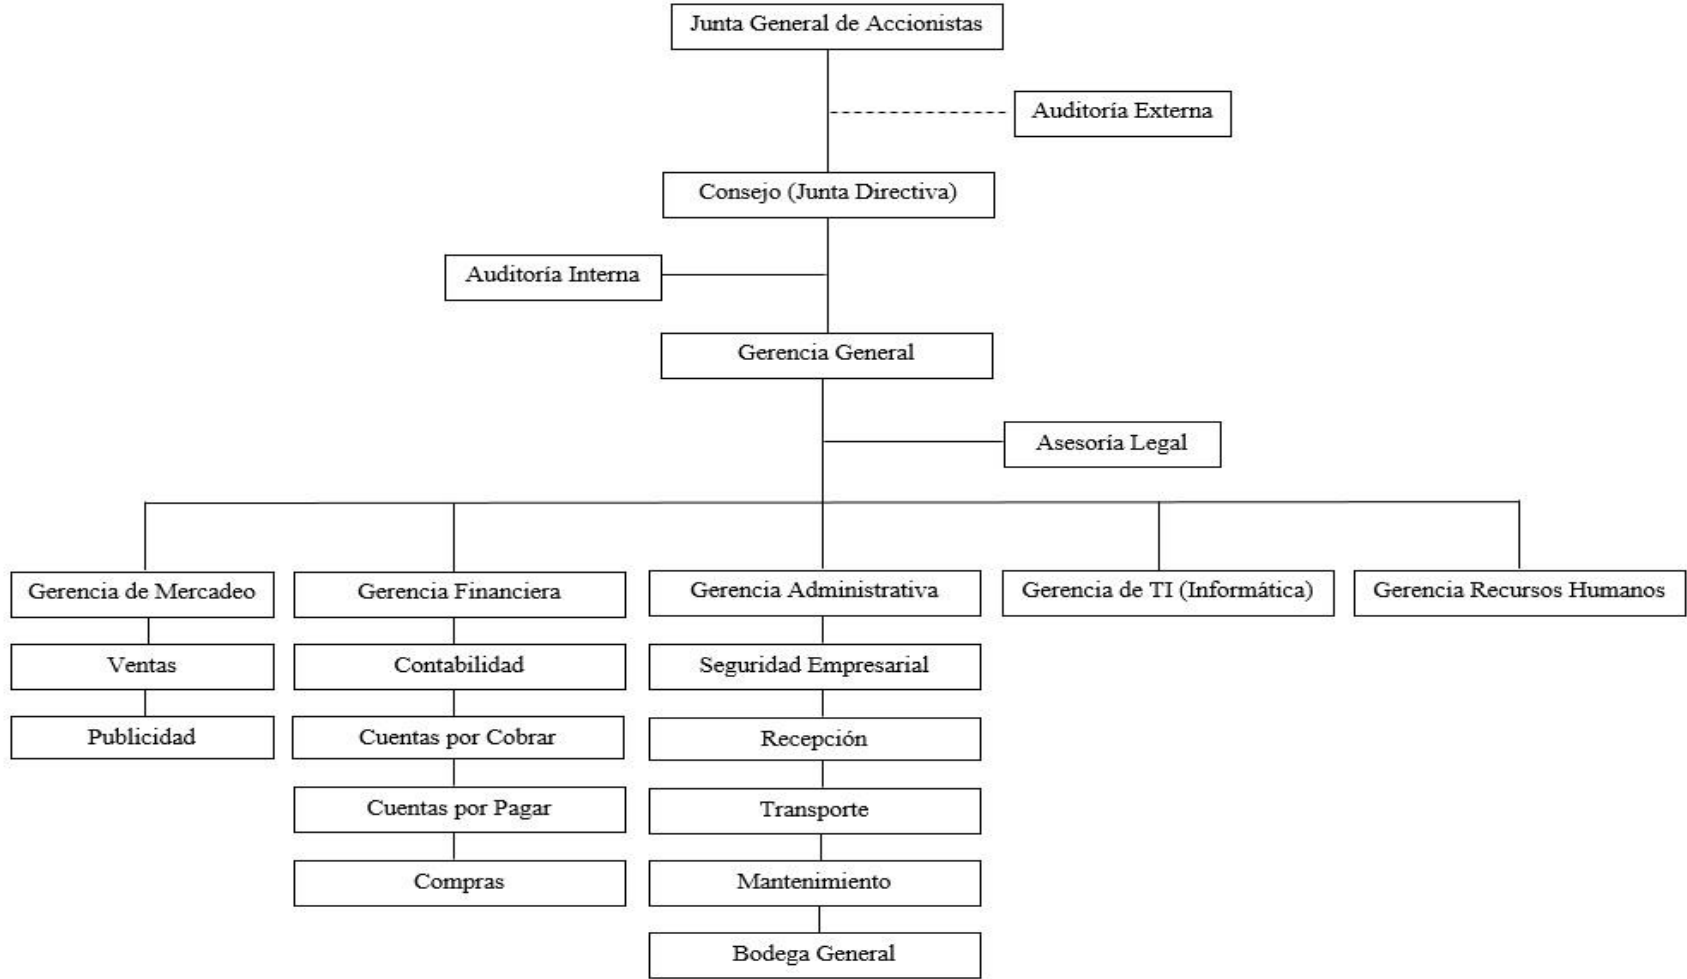 Junta General de Accionistas
Auditoría Externa
Consejo (Junta Directiva)
Auditoría Interna
Gerencia General
Asesoría Legal
Gerencia de Mercadeo
Gerencia Financiera
Gerencia Administrativa
Gerencia de TI (Informática)
Gerencia Recursos Humanos
Ventas
Contabilidad
Seguridad Empresarial
Publicidad
Cuentas por Cobrar
Recepción
Cuentas por Pagar
Transporte
Compras
Mantenimiento
Bodega General